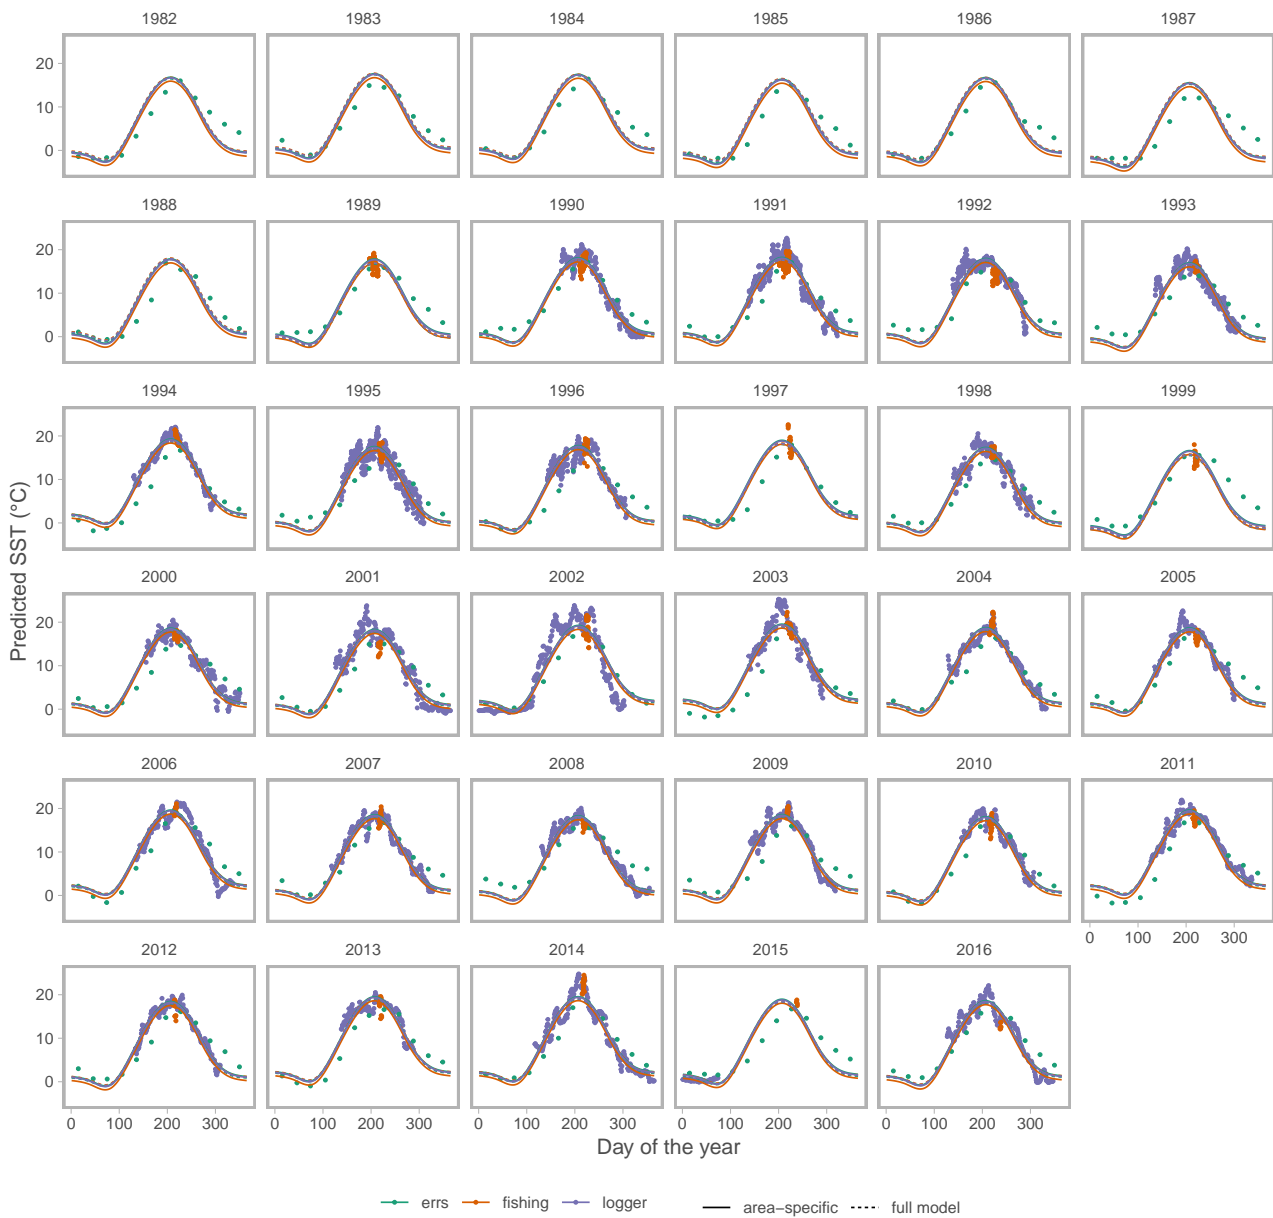 1982 1983 1984 1985 1986 1987
20
10
0
1988 1989 1990 1991 1992 1993
20
10
0
1994 1995 1996 1997 1998 1999
20
10
0
Predicted SST (°C)
2000 2001 2002 2003 2004 2005
20
10
0
2006 2007 2008 2009 2010 2011
20
10
0
0 100 200 300
2012 2013 2014 2015 2016
20
10
0
0 100 200 300 0 100 200 300 0 100 200 300 0 100 200 300 0 100 200 300
Day of the year
errs fishing logger area−specific full model